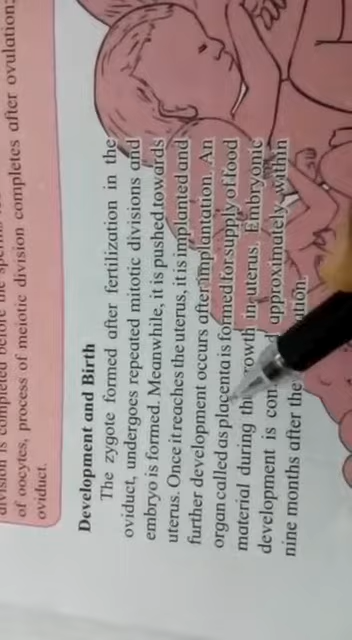 division is completed before the
of oocytes, process of meiotic division completes after ovulation;
oviduct.
Development and Birth
The zygote formed after fertilization in the
oviduct, undergoes repeated mitotic divisions and
embryo is formed. Meanwhile, it is pushed towards
uterus. Once it reaches the uterus, it is implanted and
further development occurs after implantation. An
organ called as placenta is formed for supply of food
material during the growth in uterus. Embryonic
development is approximately within
nine months after the